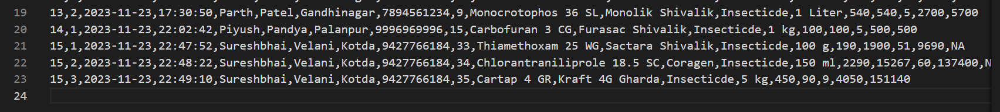 19 13,2,2023-11-23,17:30:50,Parth,Patel,Gandhinagar,7894561234,9,Monocrotophos 36 SL,Monolik Shivalik,Insecticde,1 Liter,540,540,5,2700,5700
20 14,1,2023-11-23,22:02:42,Piyush,Pandya,Palanpur,9996969996,15,Carbofuran 3 CG,Furasac Shivalik,Insecticde,1 kg,100,100,5,500,500
21 15,1,2023-11-23,22:47:52,Sureshbhai,Velani,Kotda,9427766184,33,Thiamethoxam 25 WG,Sactara Shivalik,Insecticde,100 g,190,1900,51,9690,NA
22 15,2,2023-11-23,22:48:22,Sureshbhai,Velani,Kotda,9427766184,34,Chlorantraniliprole 18.5 SC,Coragen,Insecticde,150 ml,2290,15267,60,137400,N
23 15,3,2023-11-23,22:49:10,Sureshbhai,Velani,Kotda,9427766184,35,Cartap 4 GR,Kraft 4G Gharda,Insecticde,5 kg,450,90,9,4050,151140
24